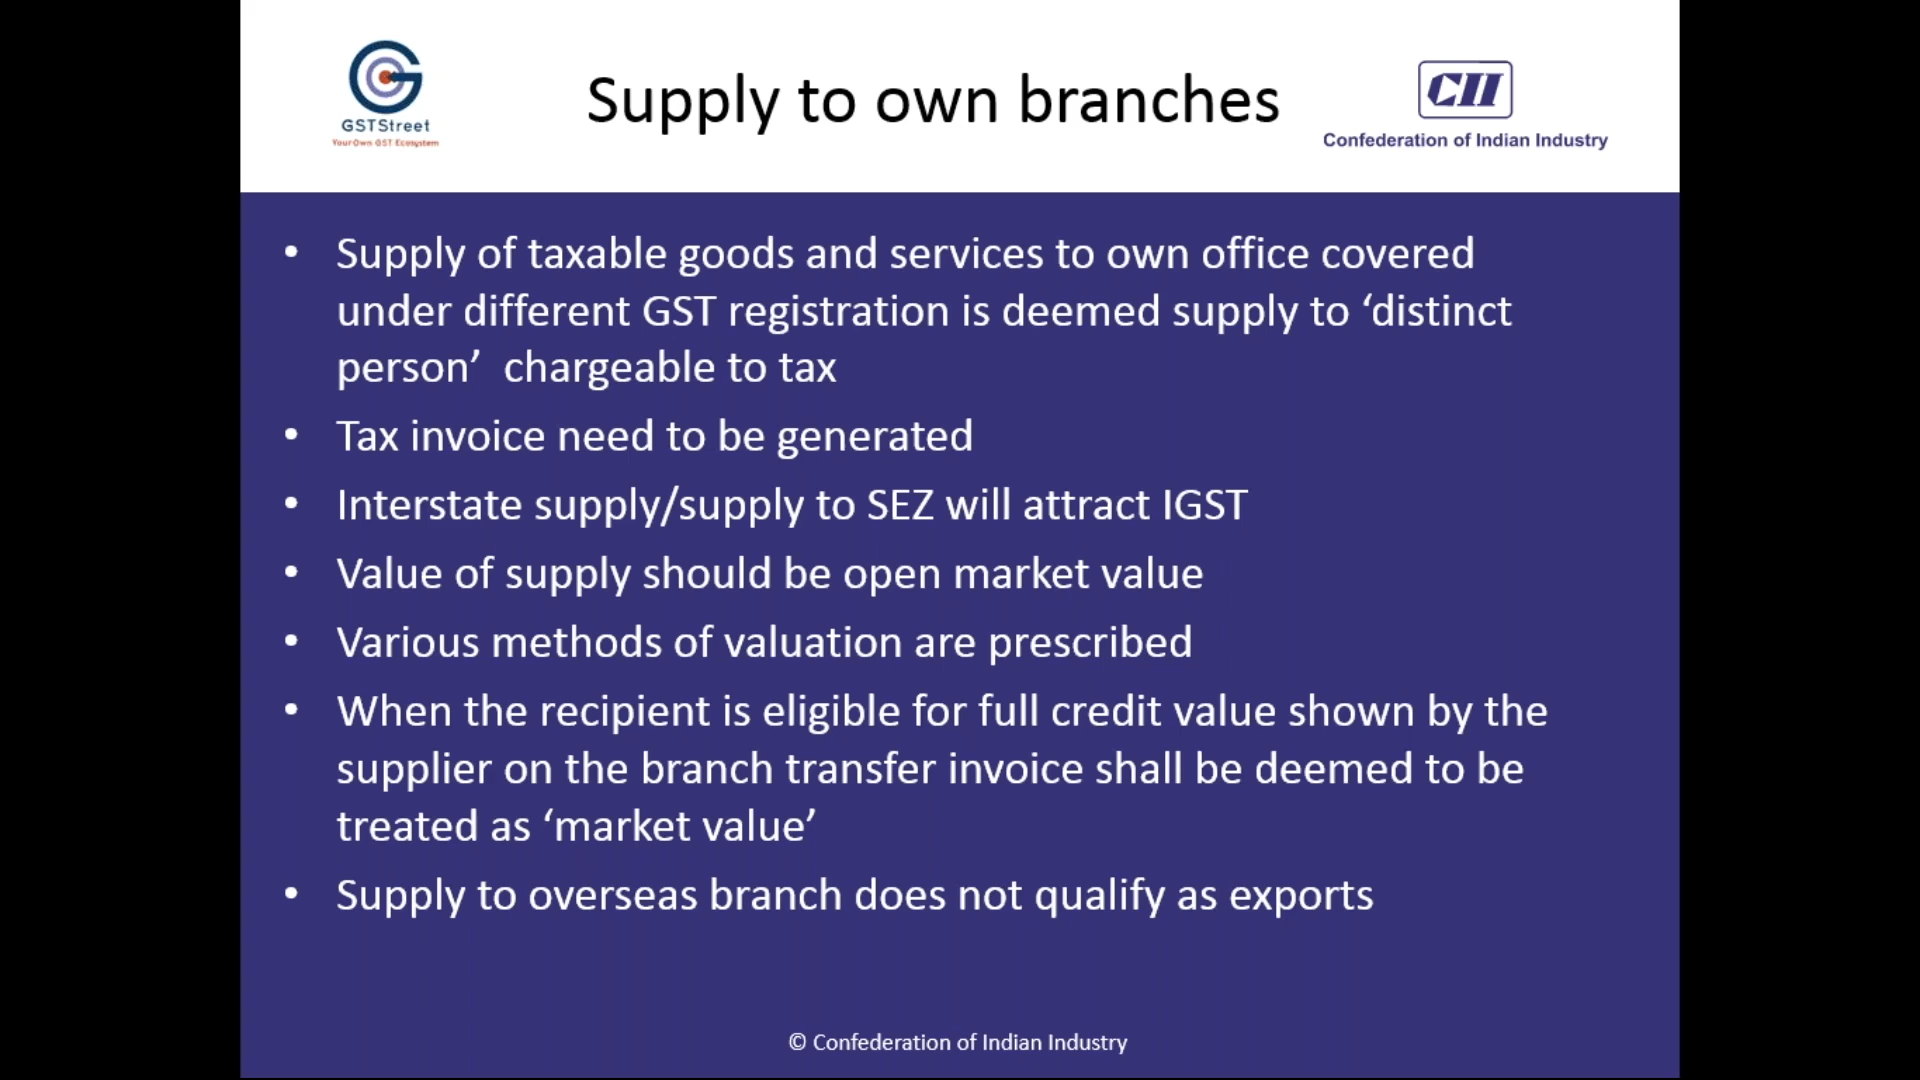 GSTStreet
Your Own GST Ecosystem
Supply to own branches
CII
Confederation of Indian Industry
• Supply of taxable goods and services to own office covered
under different GST registration is deemed supply to ‘distinct
person’ chargeable to tax
• Tax invoice need to be generated
• Interstate supply/supply to SEZ will attract IGST
• Value of supply should be open market value
• Various methods of valuation are prescribed
• When the recipient is eligible for full credit value shown by the
supplier on the branch transfer invoice shall be deemed to be
treated as ‘market value’
• Supply to overseas branch does not qualify as exports
© Confederation of Indian Industry